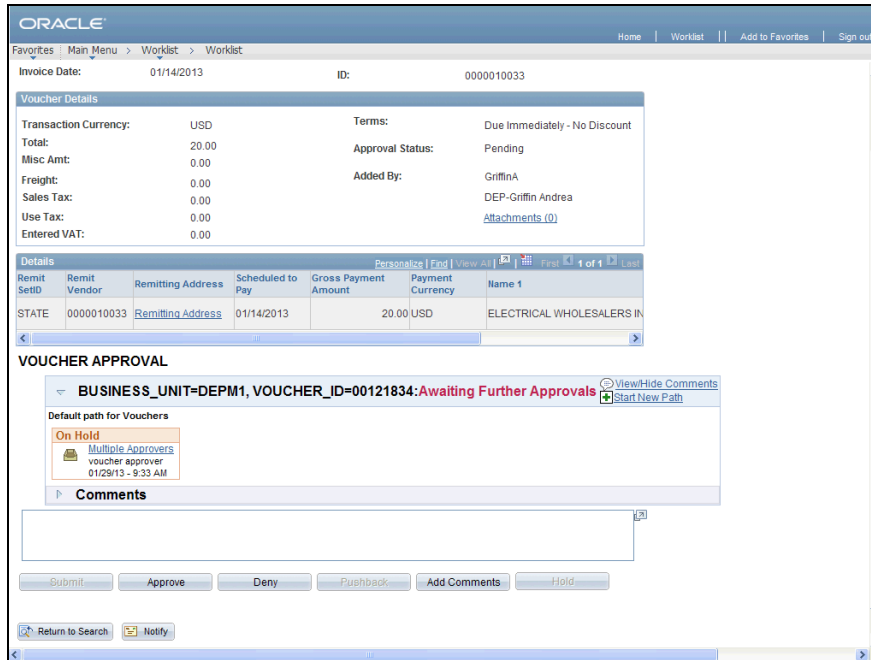 ORACLE
Home | Worklist || Add to Favorites | Sign out
Favorites | Main Menu > Worklist > Worklist
Invoice Date: 01/14/2013 ID: 0000010033
Voucher Details
Transaction Currency: USD Terms: Due Immediately - No Discount
Total: 20.00 Approval Status: Pending
Misc Amt: 0.00
Freight: 0.00 Added By: GriffinA
Sales Tax: 0.00 DEP-Griffin Andrea
Use Tax: 0.00 Attachments (0)
Entered VAT: 0.00
Details Personalize | Find | View All | First 1 of 1 Last
Remit SetID Remit Vendor Remitting Address Scheduled to Pay Gross Payment Amount Payment Currency Name 1
STATE 0000010033 Remitting Address 01/14/2013 20.00 USD ELECTRICAL WHOLESALERS IN
VOUCHER APPROVAL
BUSINESS_UNIT=DEPM1, VOUCHER_ID=00121834:Awaiting Further Approvals View/Hide Comments
Start New Path
Default path for Vouchers
On Hold
Multiple Approvers
voucher approver
01/29/13 - 9:33 AM
Comments
Submit Approve Deny Pushback Add Comments Hold
Return to Search Notify